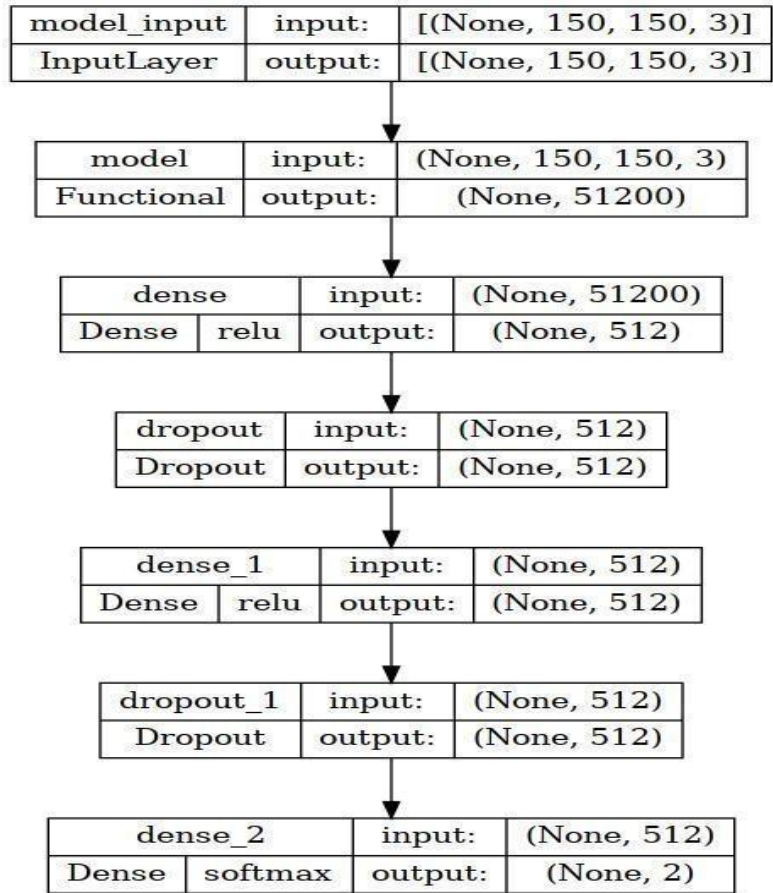 model_input input: [(None, 150, 150, 3)]
InputLayer output: [(None, 150, 150, 3)]
model input: (None, 150, 150, 3)
Functional output: (None, 51200)
dense input: (None, 51200)
Dense relu output: (None, 512)
dropout input: (None, 512)
Dropout output: (None, 512)
dense_1 input: (None, 512)
Dense relu output: (None, 512)
dropout_1 input: (None, 512)
Dropout output: (None, 512)
dense_2 input: (None, 512)
Dense softmax output: (None, 2)